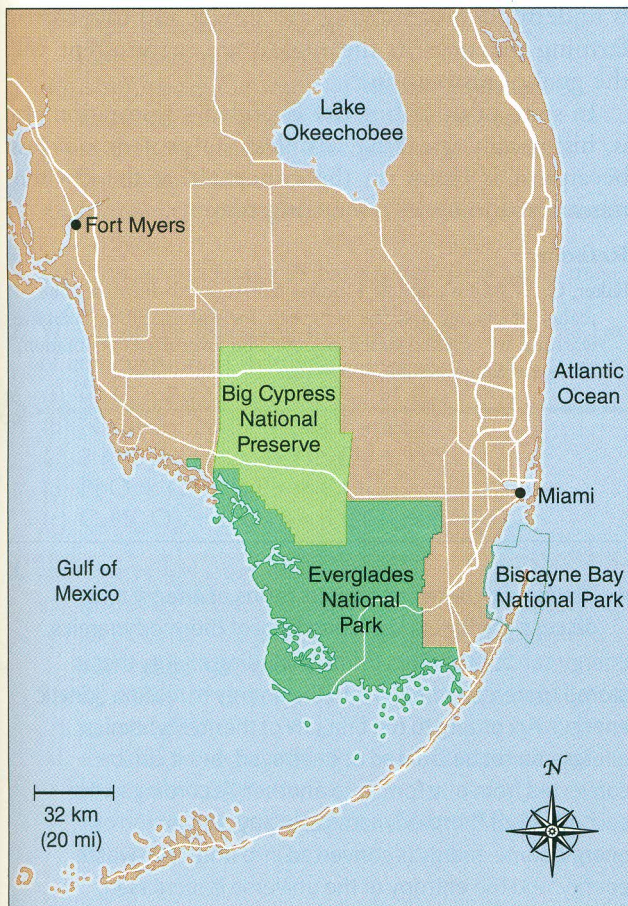 Lake
Okeechobee
Fort Myers
Atlantic
Ocean
Big Cypress
National
Preserve
Miami
Gulf of
Mexico
Everglades
National
Park
Biscayne Bay
National Park
N
32 km
(20 mi)